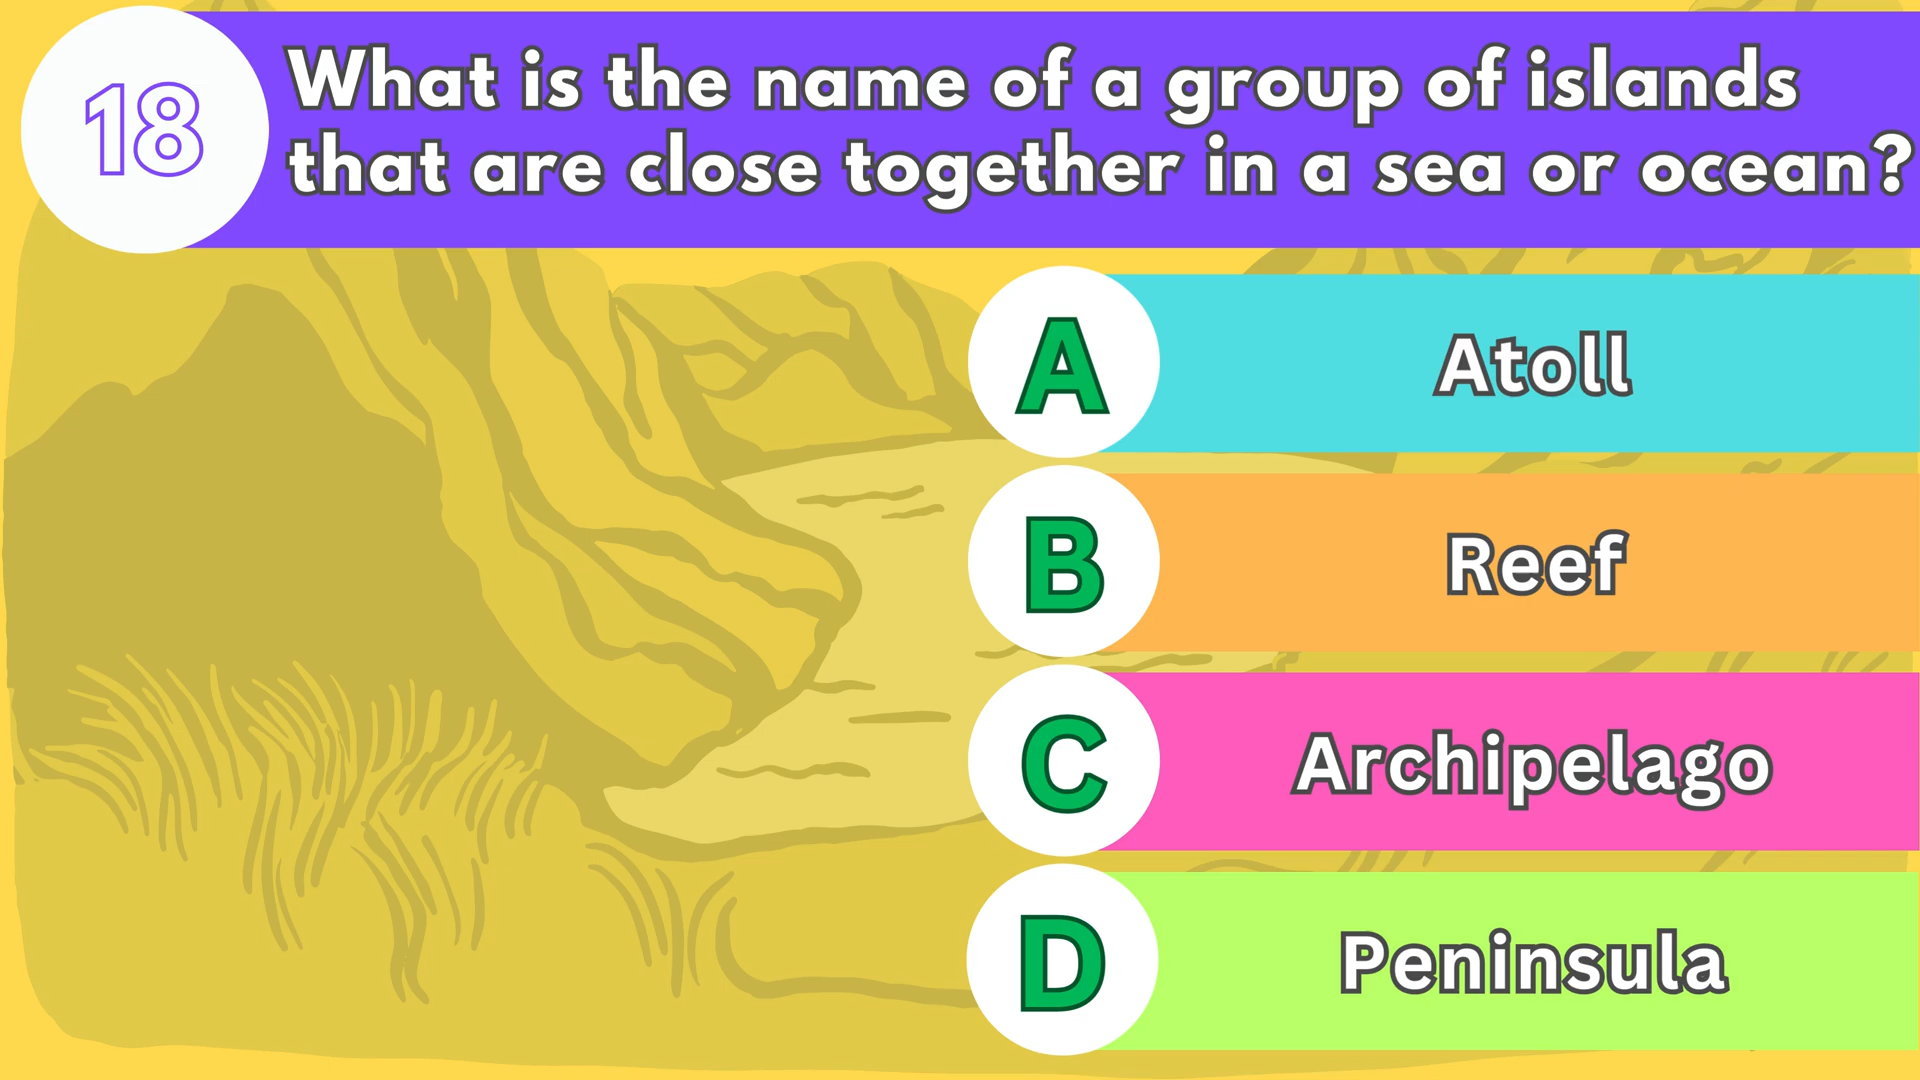 18
What is the name of a group of islands
that are close together in a sea or ocean?
A
Atoll
B
Reef
C
Archipelago
D
Peninsula